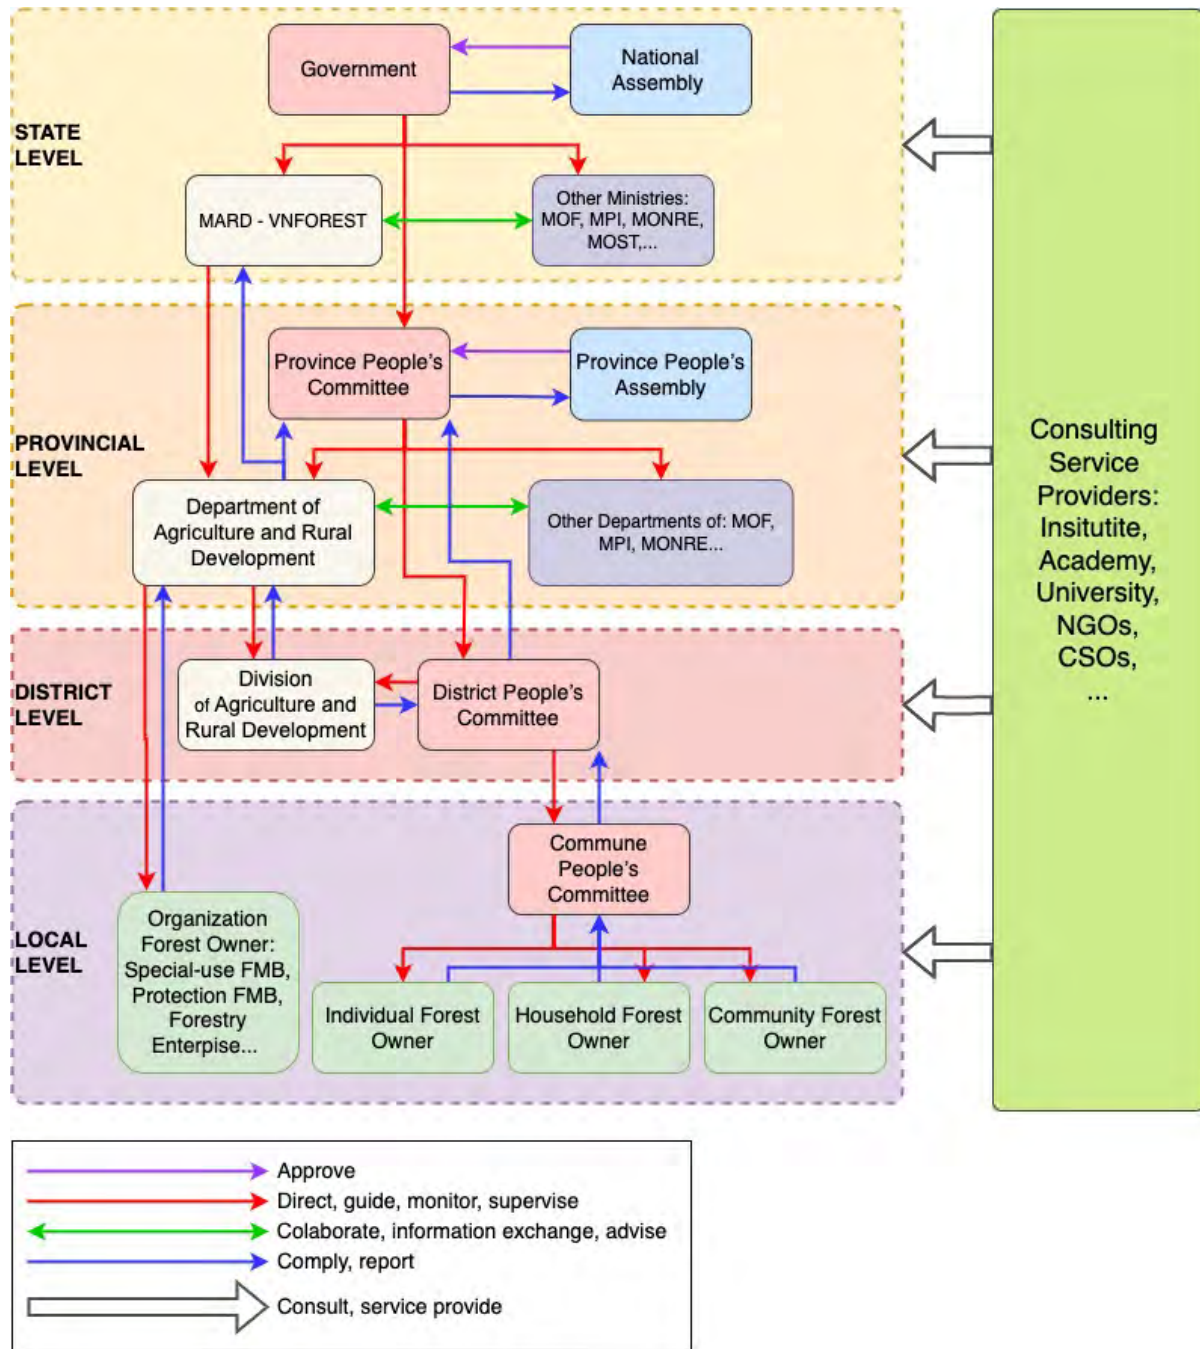 Government
National
Assembly
STATE
LEVEL
MARD - VNFOREST
Other Ministries:
MOF, MPI, MONRE,
MOST,...
Province People's
Committee
Province People's
Assembly
PROVINCIAL
LEVEL
Department of
Agriculture and Rural
Development
Other Departments of: MOF,
MPI, MONRE...
DISTRICT
LEVEL
Division
of Agriculture and
Rural Development
District People's
Committee
Commune
People's
Committee
LOCAL
LEVEL
Organization
Forest Owner:
Special-use FMB,
Protection FMB,
Forestry
Enterpise...
Individual Forest
Owner
Household Forest
Owner
Community Forest
Owner
Consulting
Service
Providers:
Insitutite,
Academy,
University,
NGOs,
CSOs,
...
Approve
Direct, guide, monitor, supervise
Colaborate, information exchange, advise
Comply, report
Consult, service provide